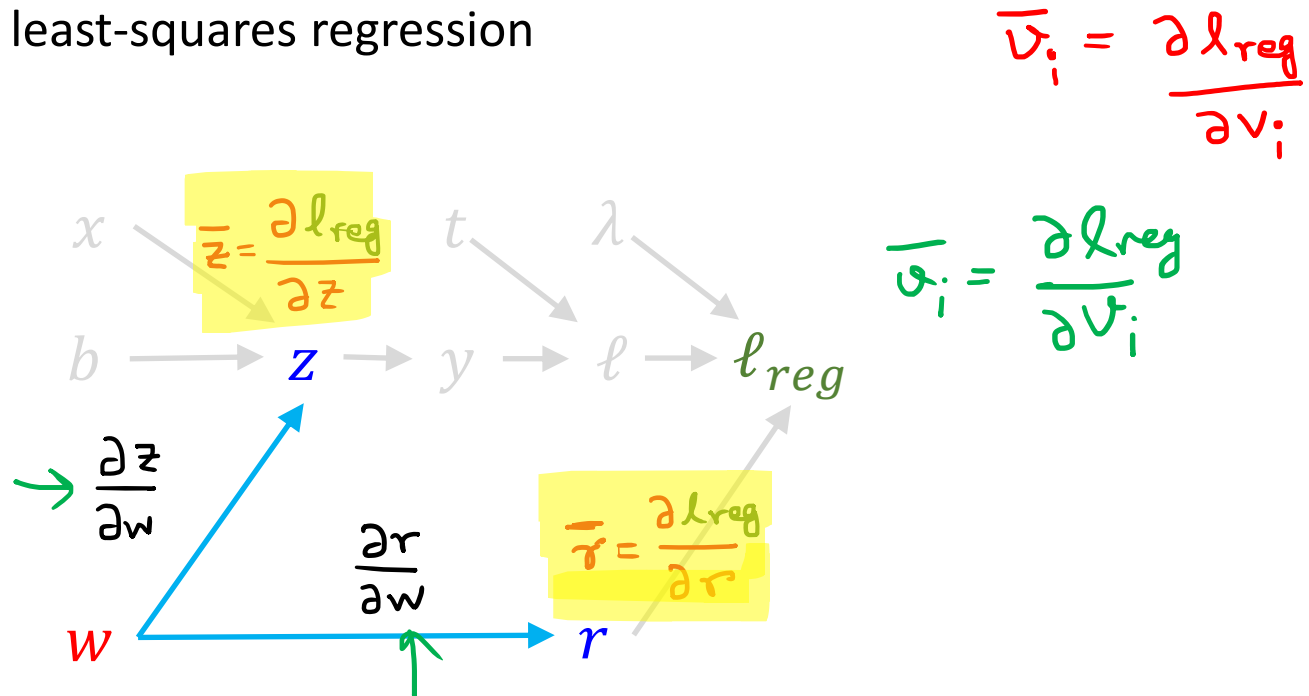 least-squares regression
v̄ᵢ = ∂ℓreg / ∂vᵢ
x z̄ = ∂ℓreg / ∂z t λ
v̄ᵢ = ∂ℓreg / ∂vᵢ
b z y ℓ ℓreg
∂z / ∂w
∂r / ∂w r̄ = ∂ℓreg / ∂r
w r